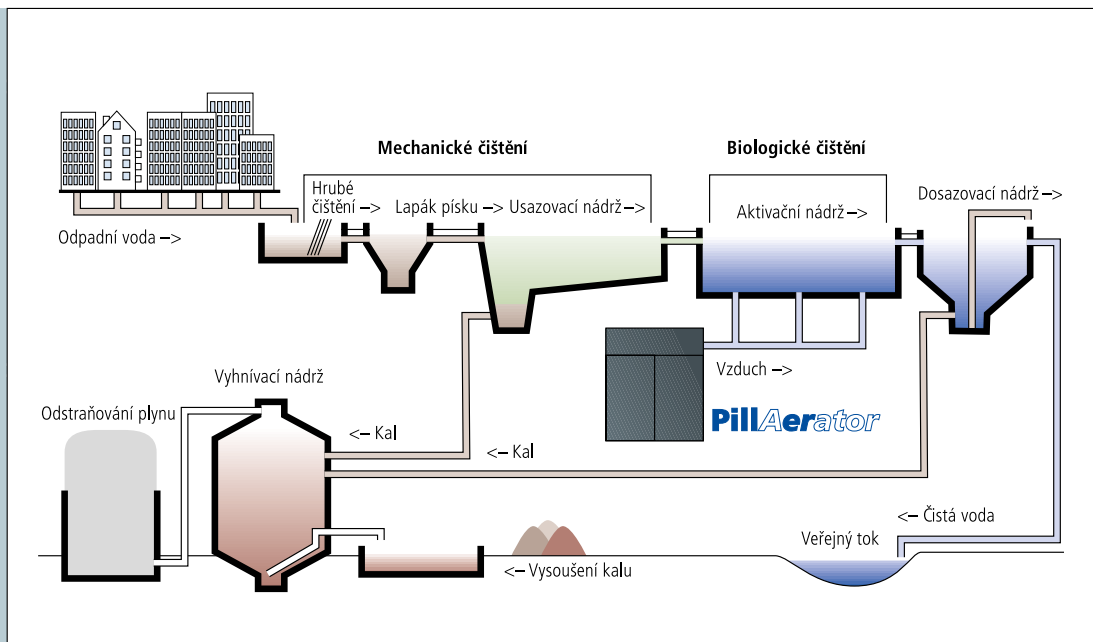 Mechanické čištění
Biologické čištění
Hrubé
čištění –>
Lapák písku –>
Usazovací nádrž–>
Aktivační nádrž–>
Dosazovací nádrž–>
Odpadní voda –>
Vzduch –>
PillAerator
Vyhnívací nádrž
Odstraňování plynu
<– Kal
<– Kal
<– Čistá voda
Veřejný tok
<– Vysoušení kalu